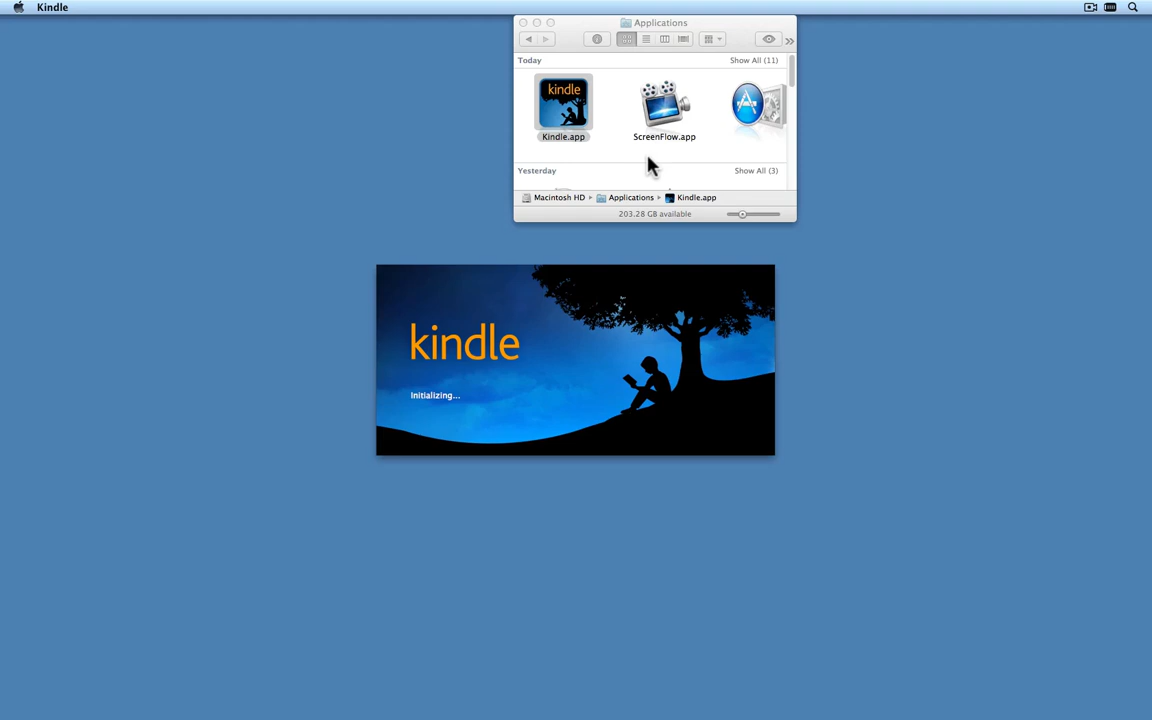 Kindle
Applications
Today
Show All (11)
kindle
Kindle.app
ScreenFlow.app
Yesterday
Show All (3)
Macintosh HD ▸ Applications ▸ Kindle.app
203.28 GB available
kindle
Initializing...